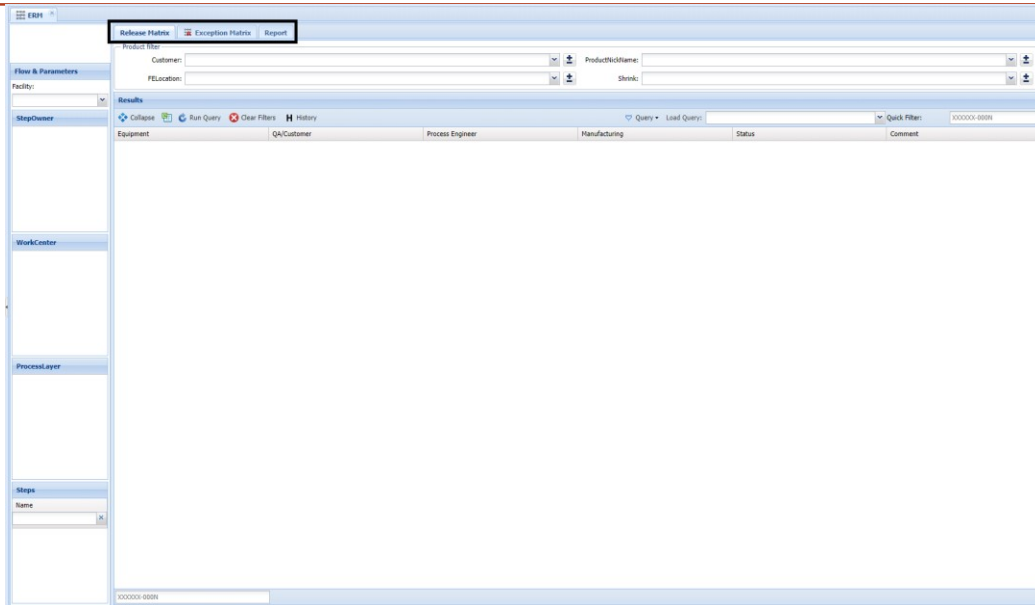 ERM
Release Matrix Exception Matrix Report
Product filter
Customer: ProductNickName:
FELocation: Shrink:
Flow & Parameters
Facility:
StepOwner
WorkCenter
ProcessLayer
Steps
Name
Results
Collapse Run Query Clear Filters History Query Load Query: Quick Filter: XXXXXX-000N
Equipment QA/Customer Process Engineer Manufacturing Status Comment
XXXXXX-000N